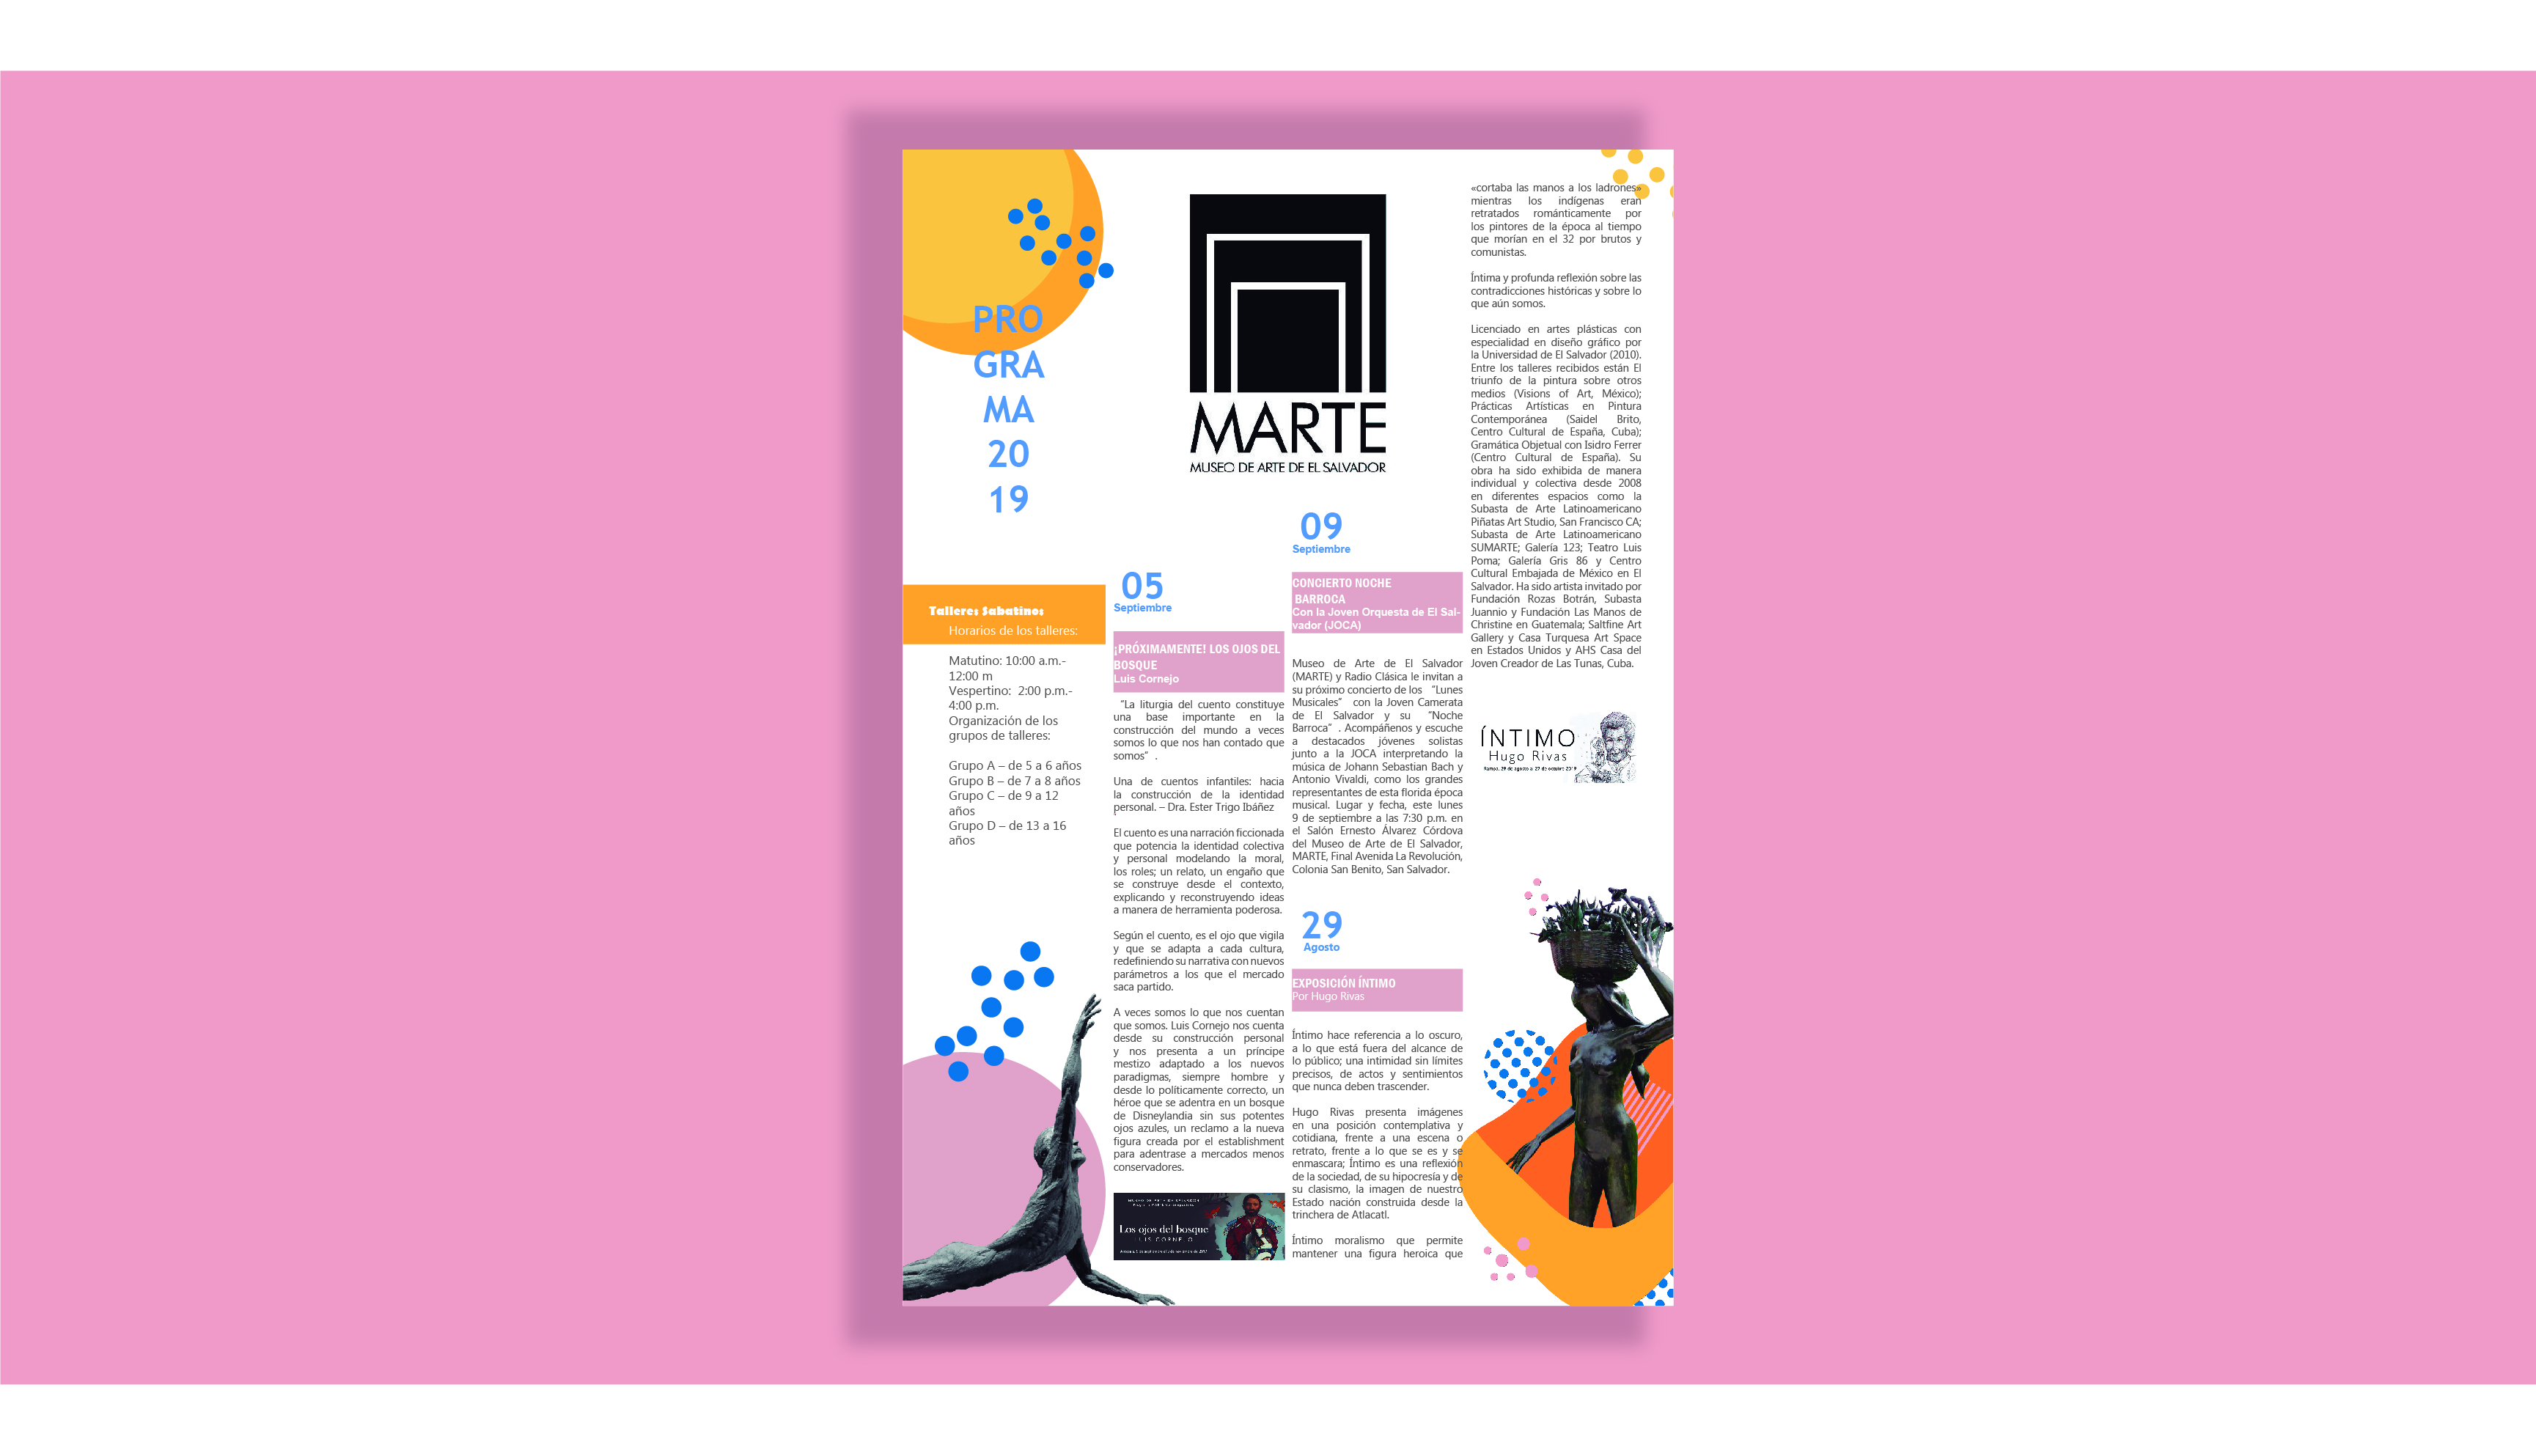 PRO
GRA
MA
20
19
MARTE
MUSEO DE ARTE DE EL SALVADOR
Talleres Sabatinos
Horarios de los talleres:
Matutino: 10:00 a.m.-
12:00 m
Vespertino: 2:00 p.m.-
4:00 p.m.
Organización de los
grupos de talleres:
Grupo A – de 5 a 6 años
Grupo B – de 7 a 8 años
Grupo C – de 9 a 12
años
Grupo D – de 13 a 16
años
05
Septiembre
¡PRÓXIMAMENTE! LOS OJOS DEL
BOSQUE
Luis Cornejo
"La liturgia del cuento constituye
una base importante en la
construcción del mundo a veces
somos lo que nos han contado que
somos" .
Una de cuentos infantiles: hacia
la construcción de la identidad
personal. – Dra. Ester Trigo Ibáñez
El cuento es una narración ficcionada
que potencia la identidad colectiva
y personal modelando la moral,
los roles; un relato, un engaño que
se construye desde el contexto,
explicando y reconstruyendo ideas
a manera de herramienta poderosa.
Según el cuento, es el ojo que vigila
y que se adapta a cada cultura,
redefiniendo su narrativa con nuevos
parámetros a los que el mercado
saca partido.
A veces somos lo que nos cuentan
que somos. Luis Cornejo nos cuenta
desde su construcción personal
y nos presenta a un príncipe
mestizo adaptado a los nuevos
paradigmas, siempre hombre y
desde lo políticamente correcto, un
héroe que se adentra en un bosque
de Disneylandia sin sus potentes
ojos azules, un reclamo a la nueva
figura creada por el establishment
para adentrase a mercados menos
conservadores.
Los ojos del bosque
LUIS CORNEJO
09
Septiembre
CONCIERTO NOCHE
BARROCA
Con la Joven Orquesta de El Sal-
vador (JOCA)
Museo de Arte de El Salvador
(MARTE) y Radio Clásica le invitan a
su próximo concierto de los "Lunes
Musicales" con la Joven Camerata
de El Salvador y su "Noche
Barroca" . Acompáñenos y escuche
a destacados jóvenes solistas
junto a la JOCA interpretando la
música de Johann Sebastian Bach y
Antonio Vivaldi, como los grandes
representantes de esta florida época
musical. Lugar y fecha, este lunes
9 de septiembre a las 7:30 p.m. en
el Salón Ernesto Álvarez Córdova
del Museo de Arte de El Salvador,
MARTE, Final Avenida La Revolución,
Colonia San Benito, San Salvador.
29
Agosto
EXPOSICIÓN ÍNTIMO
Por Hugo Rivas
Íntimo hace referencia a lo oscuro,
a lo que está fuera del alcance de
lo público; una intimidad sin límites
precisos, de actos y sentimientos
que nunca deben trascender.
Hugo Rivas presenta imágenes
en una posición contemplativa y
cotidiana, frente a una escena o
retrato, frente a lo que se es y se
enmascara; Íntimo es una reflexión
de la sociedad, de su hipocresía y de
su clasismo, la imagen de nuestro
Estado nación construida desde la
trinchera de Atlacatl.
Íntimo moralismo que permite
mantener una figura heroica que
«cortaba las manos a los ladrones»
mientras los indígenas eran
retratados románticamente por
los pintores de la época al tiempo
que morían en el 32 por brutos y
comunistas.
Íntima y profunda reflexión sobre las
contradicciones históricas y sobre lo
que aún somos.
Licenciado en artes plásticas con
especialidad en diseño gráfico por
la Universidad de El Salvador (2010).
Entre los talleres recibidos están El
triunfo de la pintura sobre otros
medios (Visions of Art, México);
Prácticas Artísticas en Pintura
Contemporánea (Saidel Brito,
Centro Cultural de España, Cuba);
Gramática Objetual con Isidro Ferrer
(Centro Cultural de España). Su
obra ha sido exhibida de manera
individual y colectiva desde 2008
en diferentes espacios como la
Subasta de Arte Latinoamericano
Piñatas Art Studio, San Francisco CA;
Subasta de Arte Latinoamericano
SUMARTE; Galería 123; Teatro Luis
Poma; Galería Gris 86 y Centro
Cultural Embajada de México en El
Salvador. Ha sido artista invitado por
Fundación Rozas Botrán, Subasta
Juannio y Fundación Las Manos de
Christine en Guatemala; Saltfine Art
Gallery y Casa Turquesa Art Space
en Estados Unidos y AHS Casa del
Joven Creador de Las Tunas, Cuba.
ÍNTIMO
Hugo Rivas
29 de agosto a 27 de octubre 2019